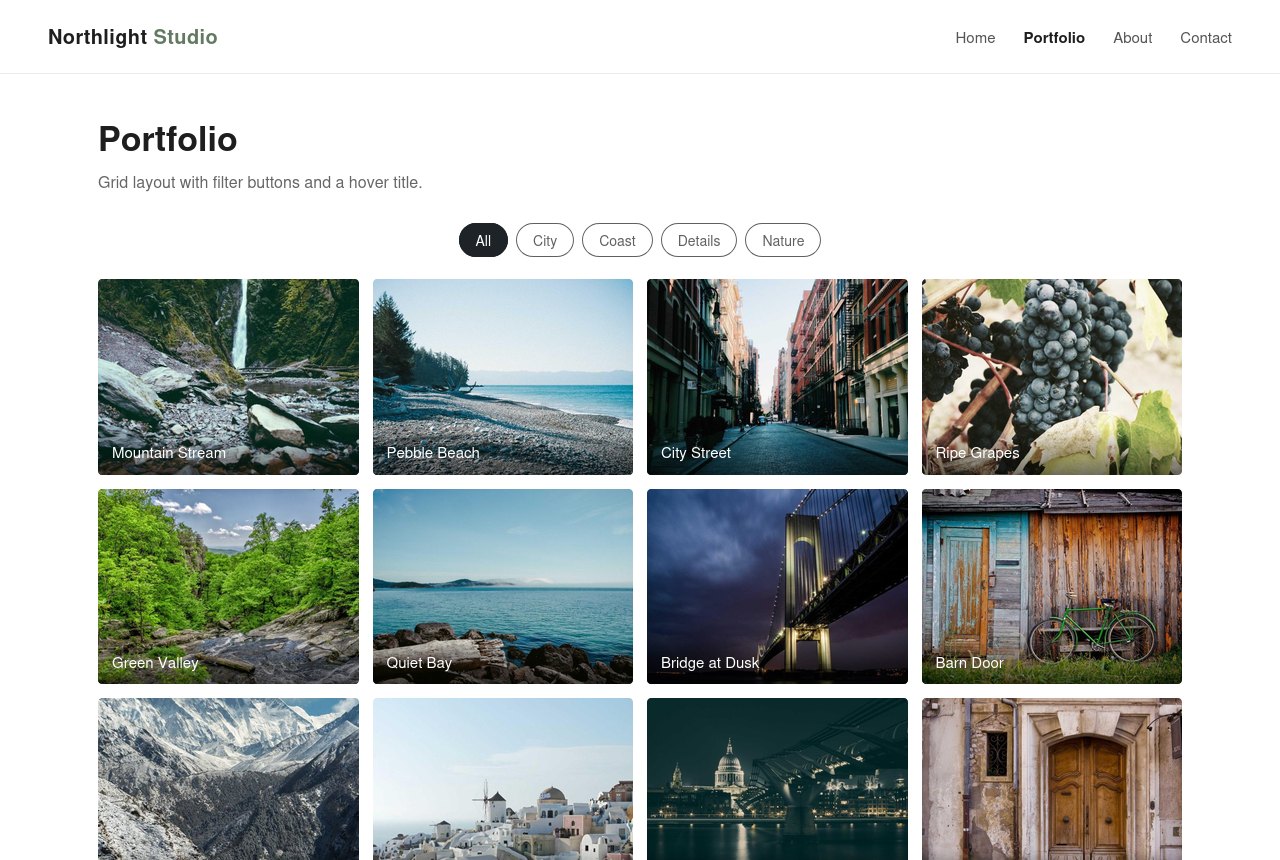 Northlight Studio
Home Portfolio About Contact
Portfolio
Grid layout with filter buttons and a hover title.
All City Coast Details Nature
Mountain Stream Pebble Beach City Street Ripe Grapes
Green Valley Quiet Bay Bridge at Dusk Barn Door